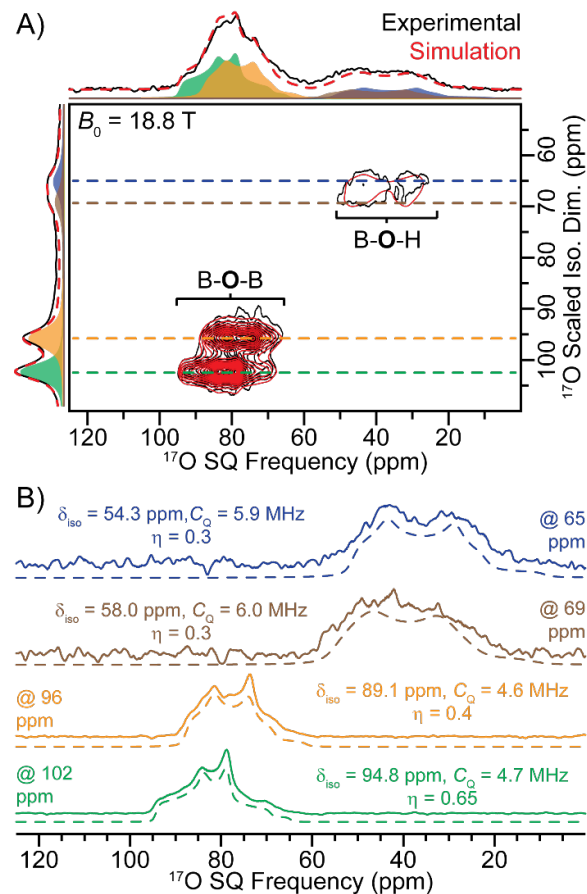 A)
Experimental
Simulation
B₀ = 18.8 T
B-O-H
B-O-B
60
70
80
90
100
¹⁷O Scaled Iso. Dim. (ppm)
120 100 80 60 40 20
¹⁷O SQ Frequency (ppm)
B)
δiso = 54.3 ppm, CQ = 5.9 MHz
η = 0.3
@ 65
ppm
δiso = 58.0 ppm, CQ = 6.0 MHz
η = 0.3
@ 69
ppm
@ 96
ppm
δiso = 89.1 ppm, CQ = 4.6 MHz
η = 0.4
@ 102
ppm
δiso = 94.8 ppm, CQ = 4.7 MHz
η = 0.65
120 100 80 60 40 20
¹⁷O SQ Frequency (ppm)